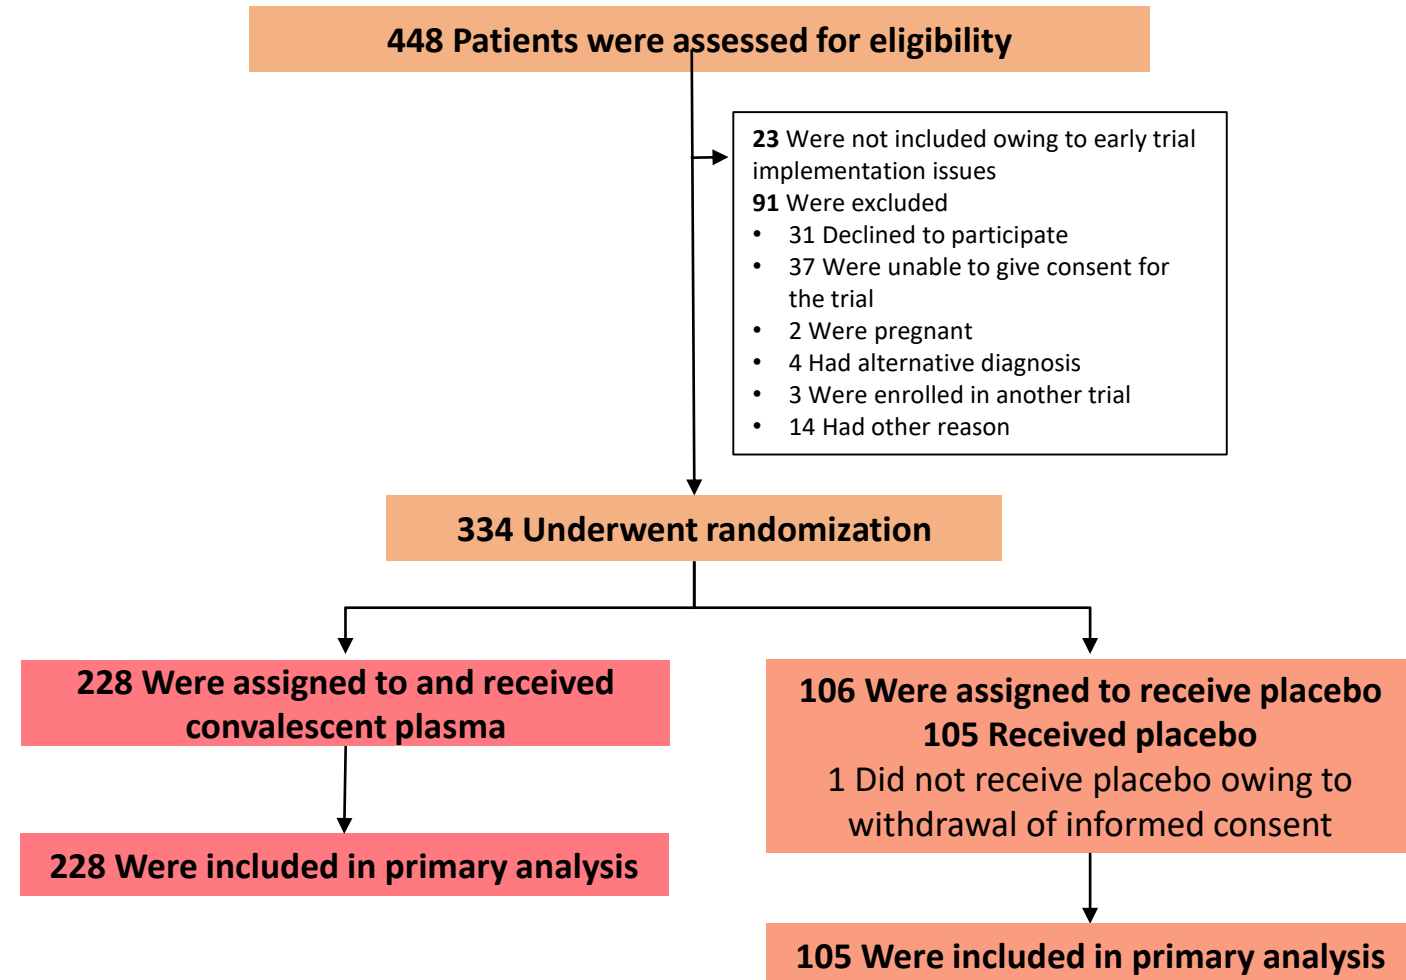 448 Patients were assessed for eligibility
23 Were not included owing to early trial
implementation issues
91 Were excluded
• 31 Declined to participate
• 37 Were unable to give consent for
the trial
• 2 Were pregnant
• 4 Had alternative diagnosis
• 3 Were enrolled in another trial
• 14 Had other reason
334 Underwent randomization
228 Were assigned to and received
convalescent plasma
228 Were included in primary analysis
106 Were assigned to receive placebo
105 Received placebo
1 Did not receive placebo owing to
withdrawal of informed consent
105 Were included in primary analysis